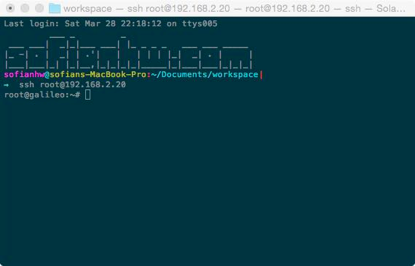 workspace — ssh root@192.168.2.20 — root@192.168.2.20 — ssh — Sola...
Last login: Sat Mar 28 22:18:12 on ttys005
sofianhw@sofians-MacBook-Pro:~/Documents/workspace|
→ ssh root@192.168.2.20
root@galileo:~#